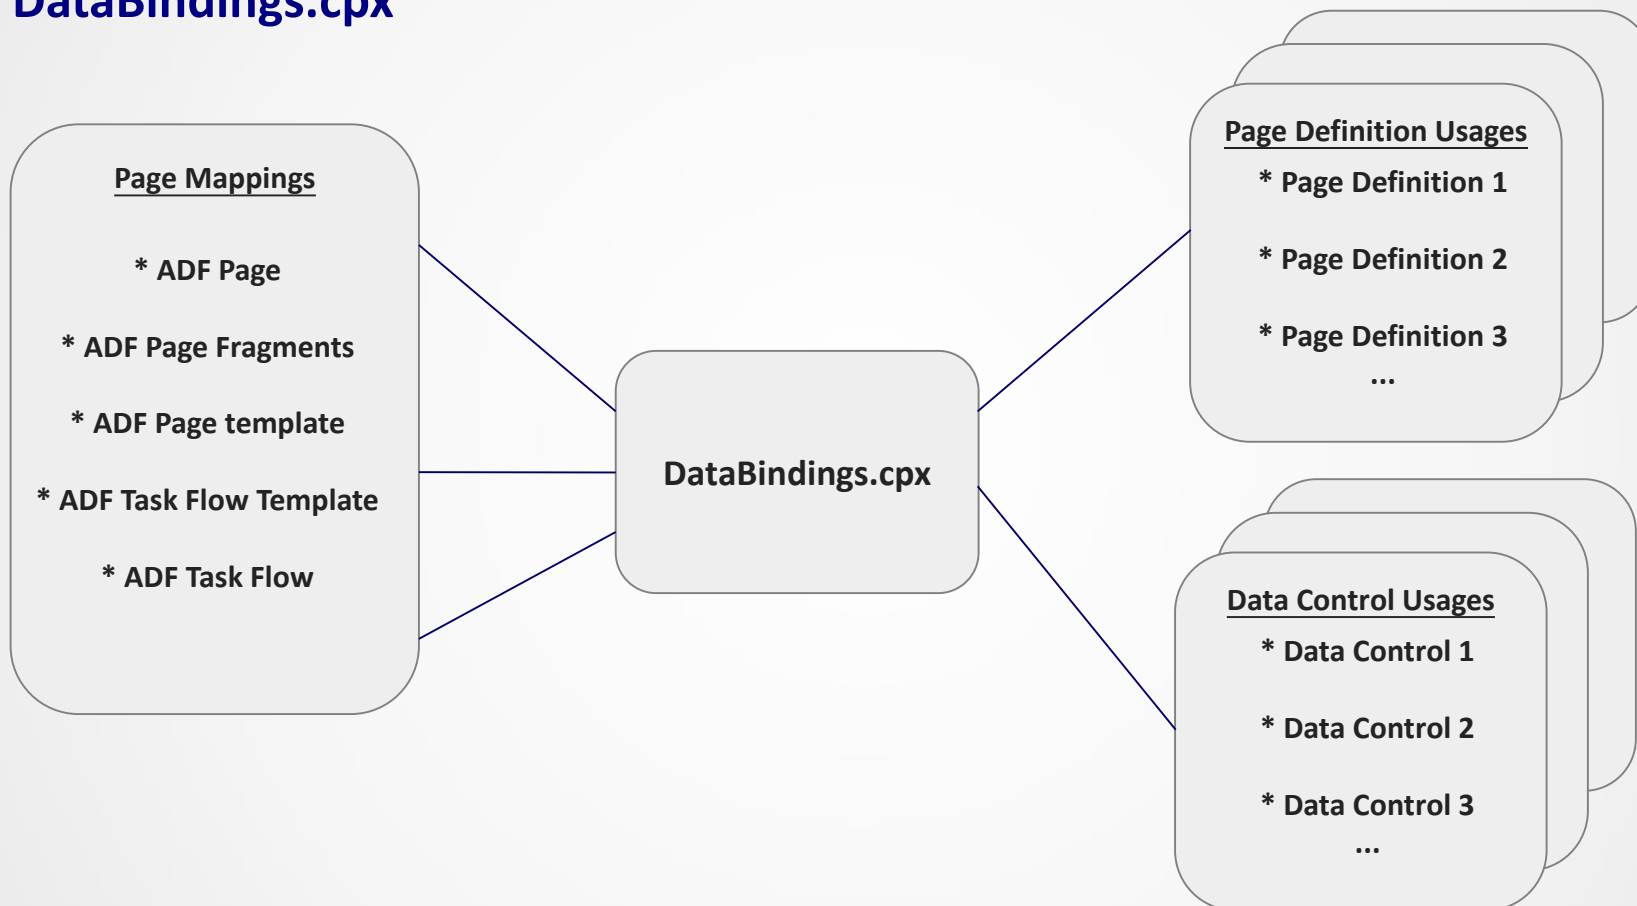 DataBindings.cpx
Page Mappings
* ADF Page
* ADF Page Fragments
* ADF Page template
* ADF Task Flow Template
* ADF Task Flow
DataBindings.cpx
Page Definition Usages
* Page Definition 1
* Page Definition 2
* Page Definition 3
...
Data Control Usages
* Data Control 1
* Data Control 2
* Data Control 3
...